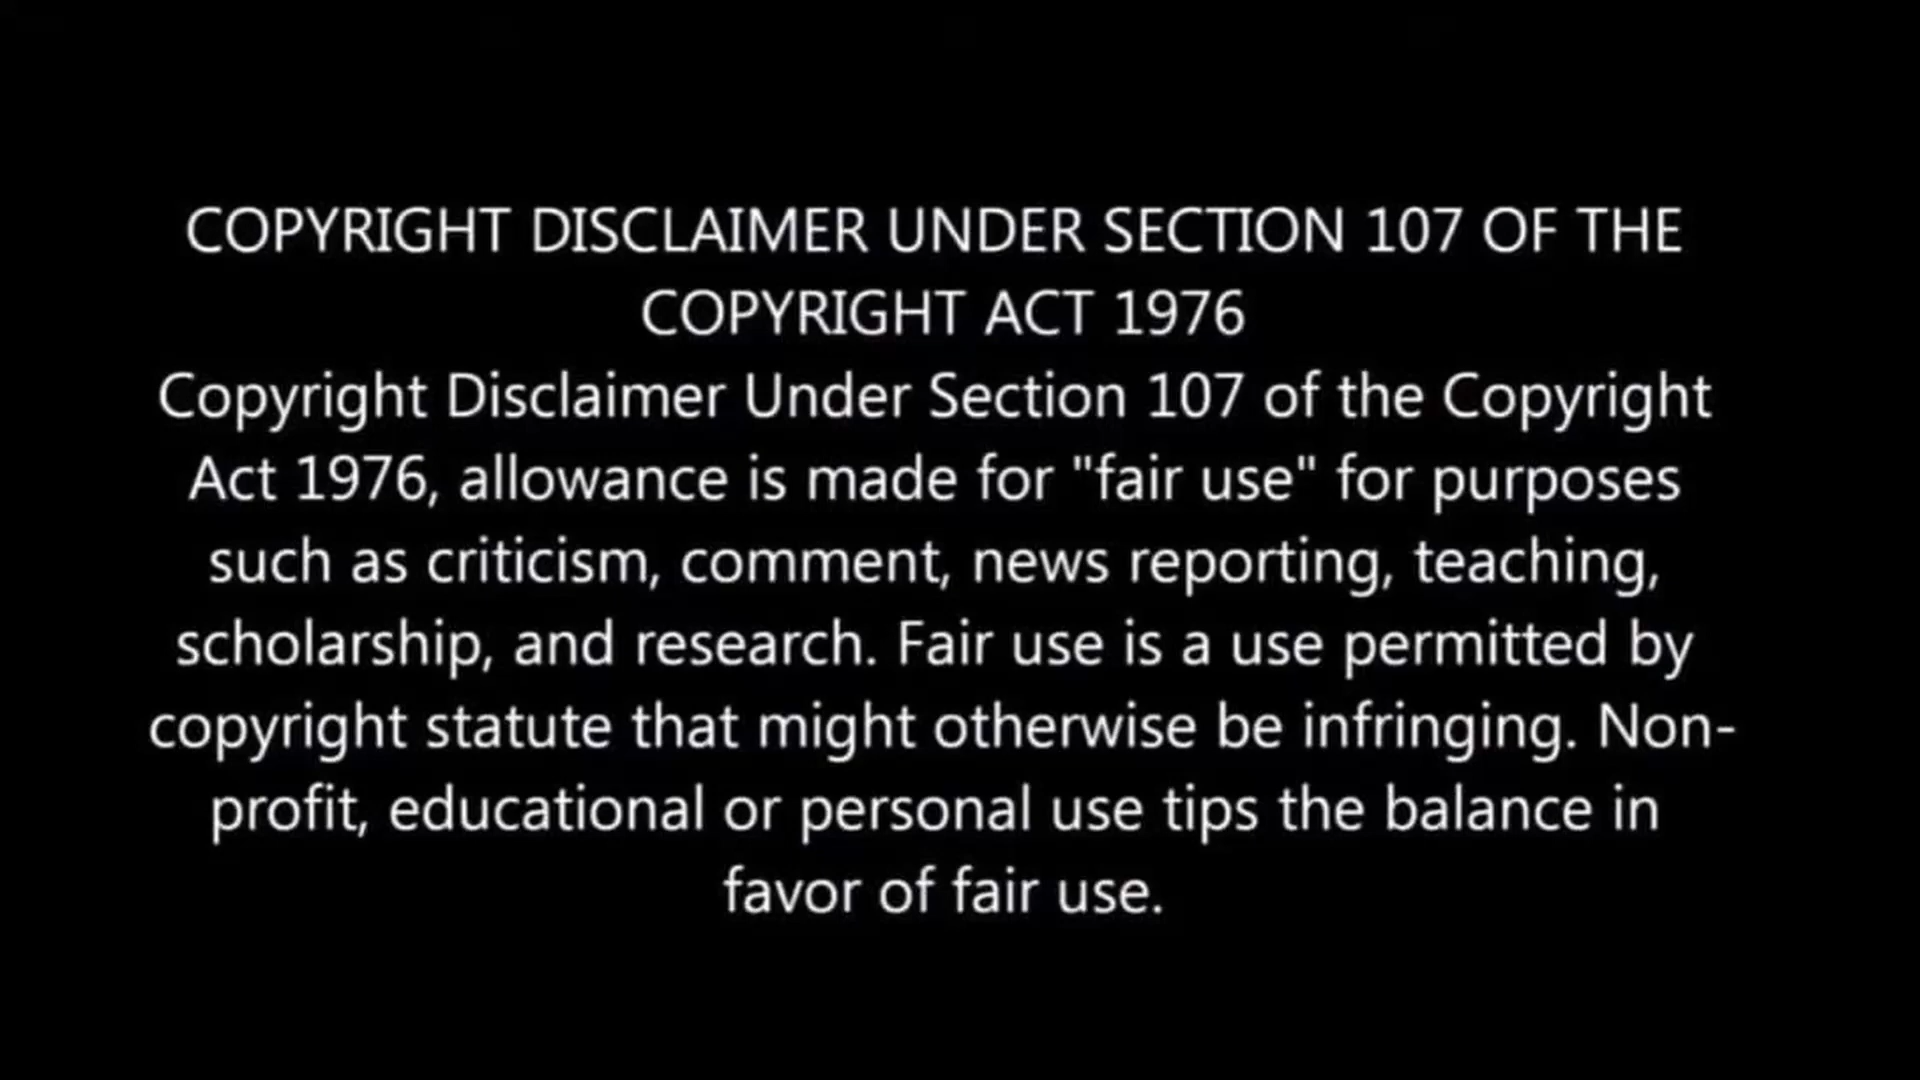 COPYRIGHT DISCLAIMER UNDER SECTION 107 OF THE
COPYRIGHT ACT 1976
Copyright Disclaimer Under Section 107 of the Copyright
Act 1976, allowance is made for "fair use" for purposes
such as criticism, comment, news reporting, teaching,
scholarship, and research. Fair use is a use permitted by
copyright statute that might otherwise be infringing. Non-
profit, educational or personal use tips the balance in
favor of fair use.